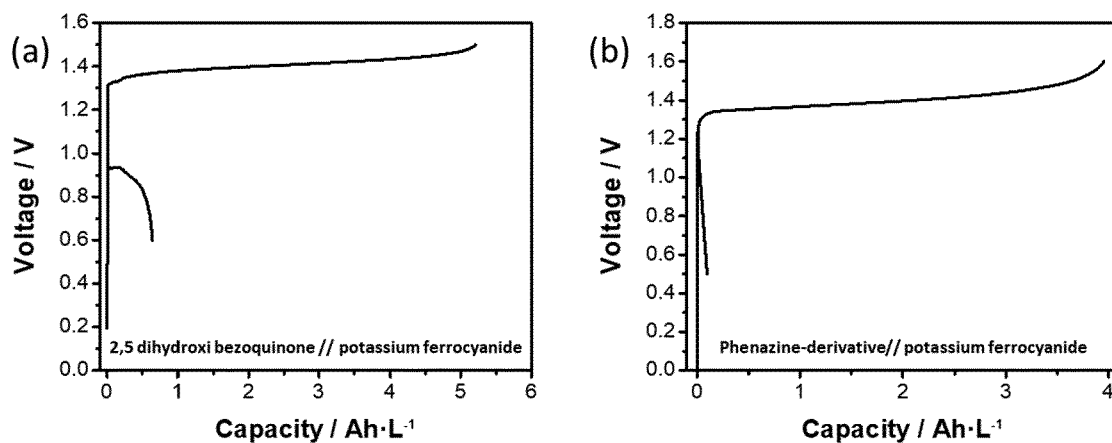 (a)
Voltage / V
1.6
1.4
1.2
1.0
0.8
0.6
0.4
0.2
0.0
2,5 dihydroxi bezoquinone // potassium ferrocyanide
0 1 2 3 4 5 6
Capacity / Ah·L⁻¹
(b)
Voltage / V
1.8
1.6
1.4
1.2
1.0
0.8
0.6
0.4
0.2
0.0
Phenazine-derivative// potassium ferrocyanide
0 1 2 3 4
Capacity / Ah·L⁻¹